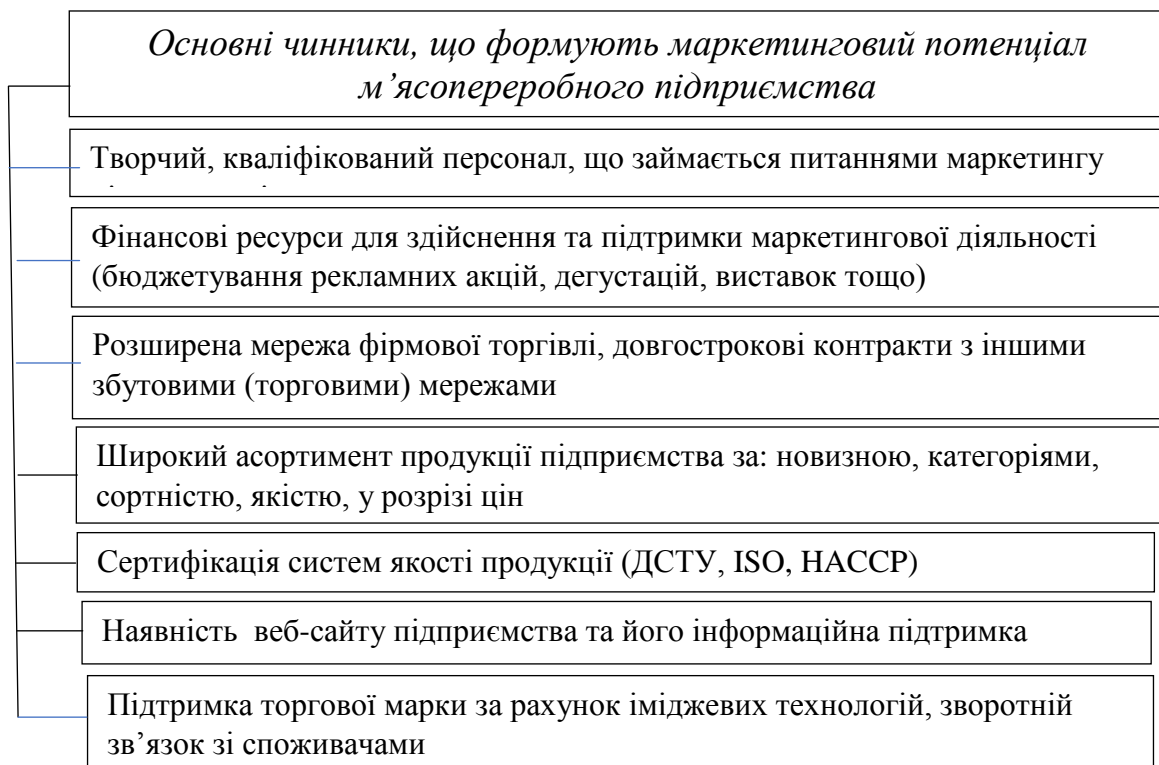 Основні чинники, що формують маркетинговий потенціал
м’ясопереробного підприємства
Творчий, кваліфікований персонал, що займається питаннями маркетингу
Фінансові ресурси для здійснення та підтримки маркетингової діяльності
(бюджетування рекламних акцій, дегустацій, виставок тощо)
Розширена мережа фірмової торгівлі, довгострокові контракти з іншими
збутовими (торговими) мережами
Широкий асортимент продукції підприємства за: новизною, категоріями,
сортністю, якістю, у розрізі цін
Сертифікація систем якості продукції (ДСТУ, ISO, НАССР)
Наявність веб-сайту підприємства та його інформаційна підтримка
Підтримка торгової марки за рахунок іміджевих технологій, зворотній
зв’язок зі споживачами